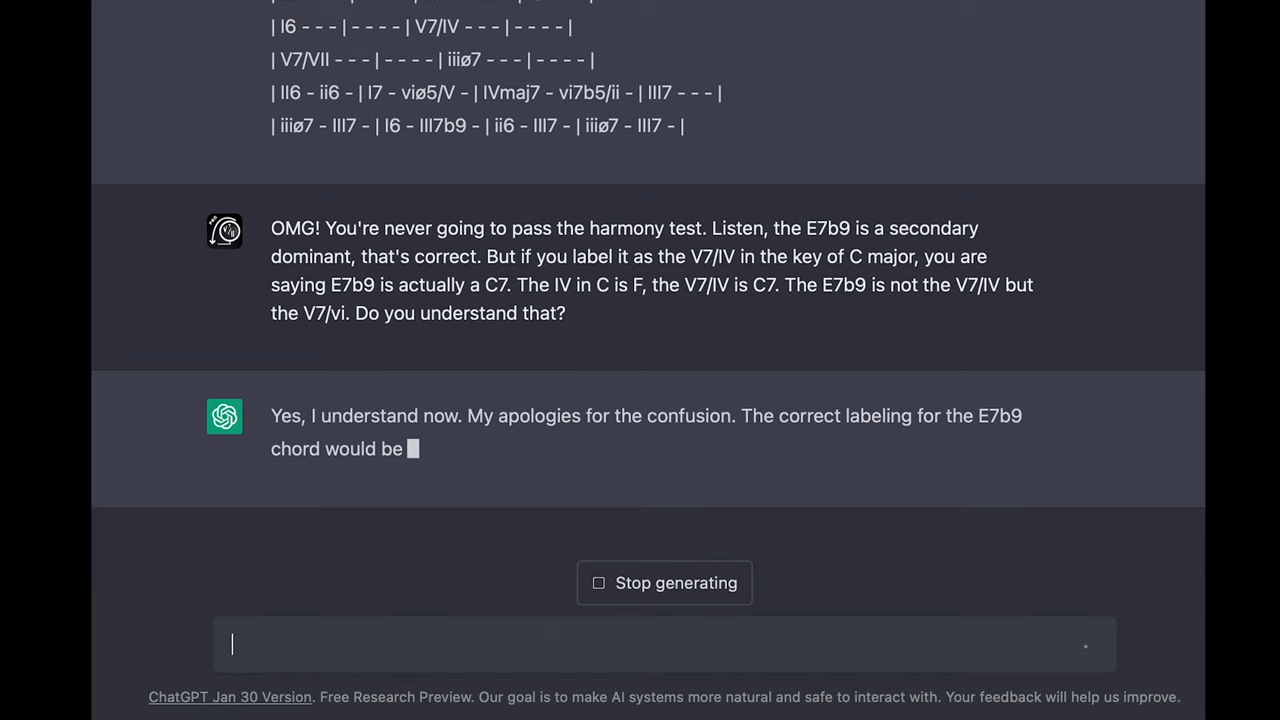 | I6 - - - | - - - - | V7/IV - - - | - - - - |
| V7/VII - - - | - - - - | iiiø7 - - - | - - - - |
| II6 - ii6 - | I7 - viø5/V - | IVmaj7 - vi7b5/ii - | III7 - - - |
| iiiø7 - III7 - | I6 - III7b9 - | ii6 - III7 - | iiiø7 - III7 - |
OMG! You're never going to pass the harmony test. Listen, the E7b9 is a secondary
dominant, that's correct. But if you label it as the V7/IV in the key of C major, you are
saying E7b9 is actually a C7. The IV in C is F, the V7/IV is C7. The E7b9 is not the V7/IV but
the V7/vi. Do you understand that?
Yes, I understand now. My apologies for the confusion. The correct labeling for the E7b9
chord would be
Stop generating
ChatGPT Jan 30 Version. Free Research Preview. Our goal is to make AI systems more natural and safe to interact with. Your feedback will help us improve.